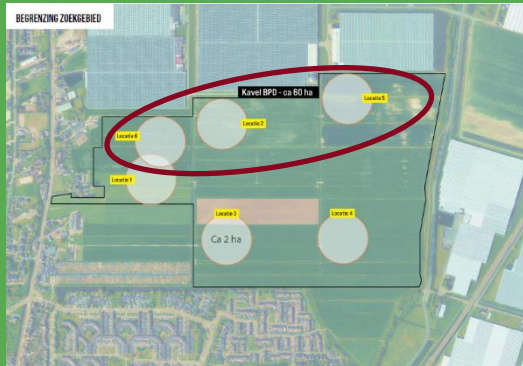 BEGRENZING ZOEKGEBIED
Kavel BPD - ca 60 ha
Locatie 5
Locatie 2
Locatie 6
Locatie 1
Locatie 3
Locatie 4
Ca 2 ha